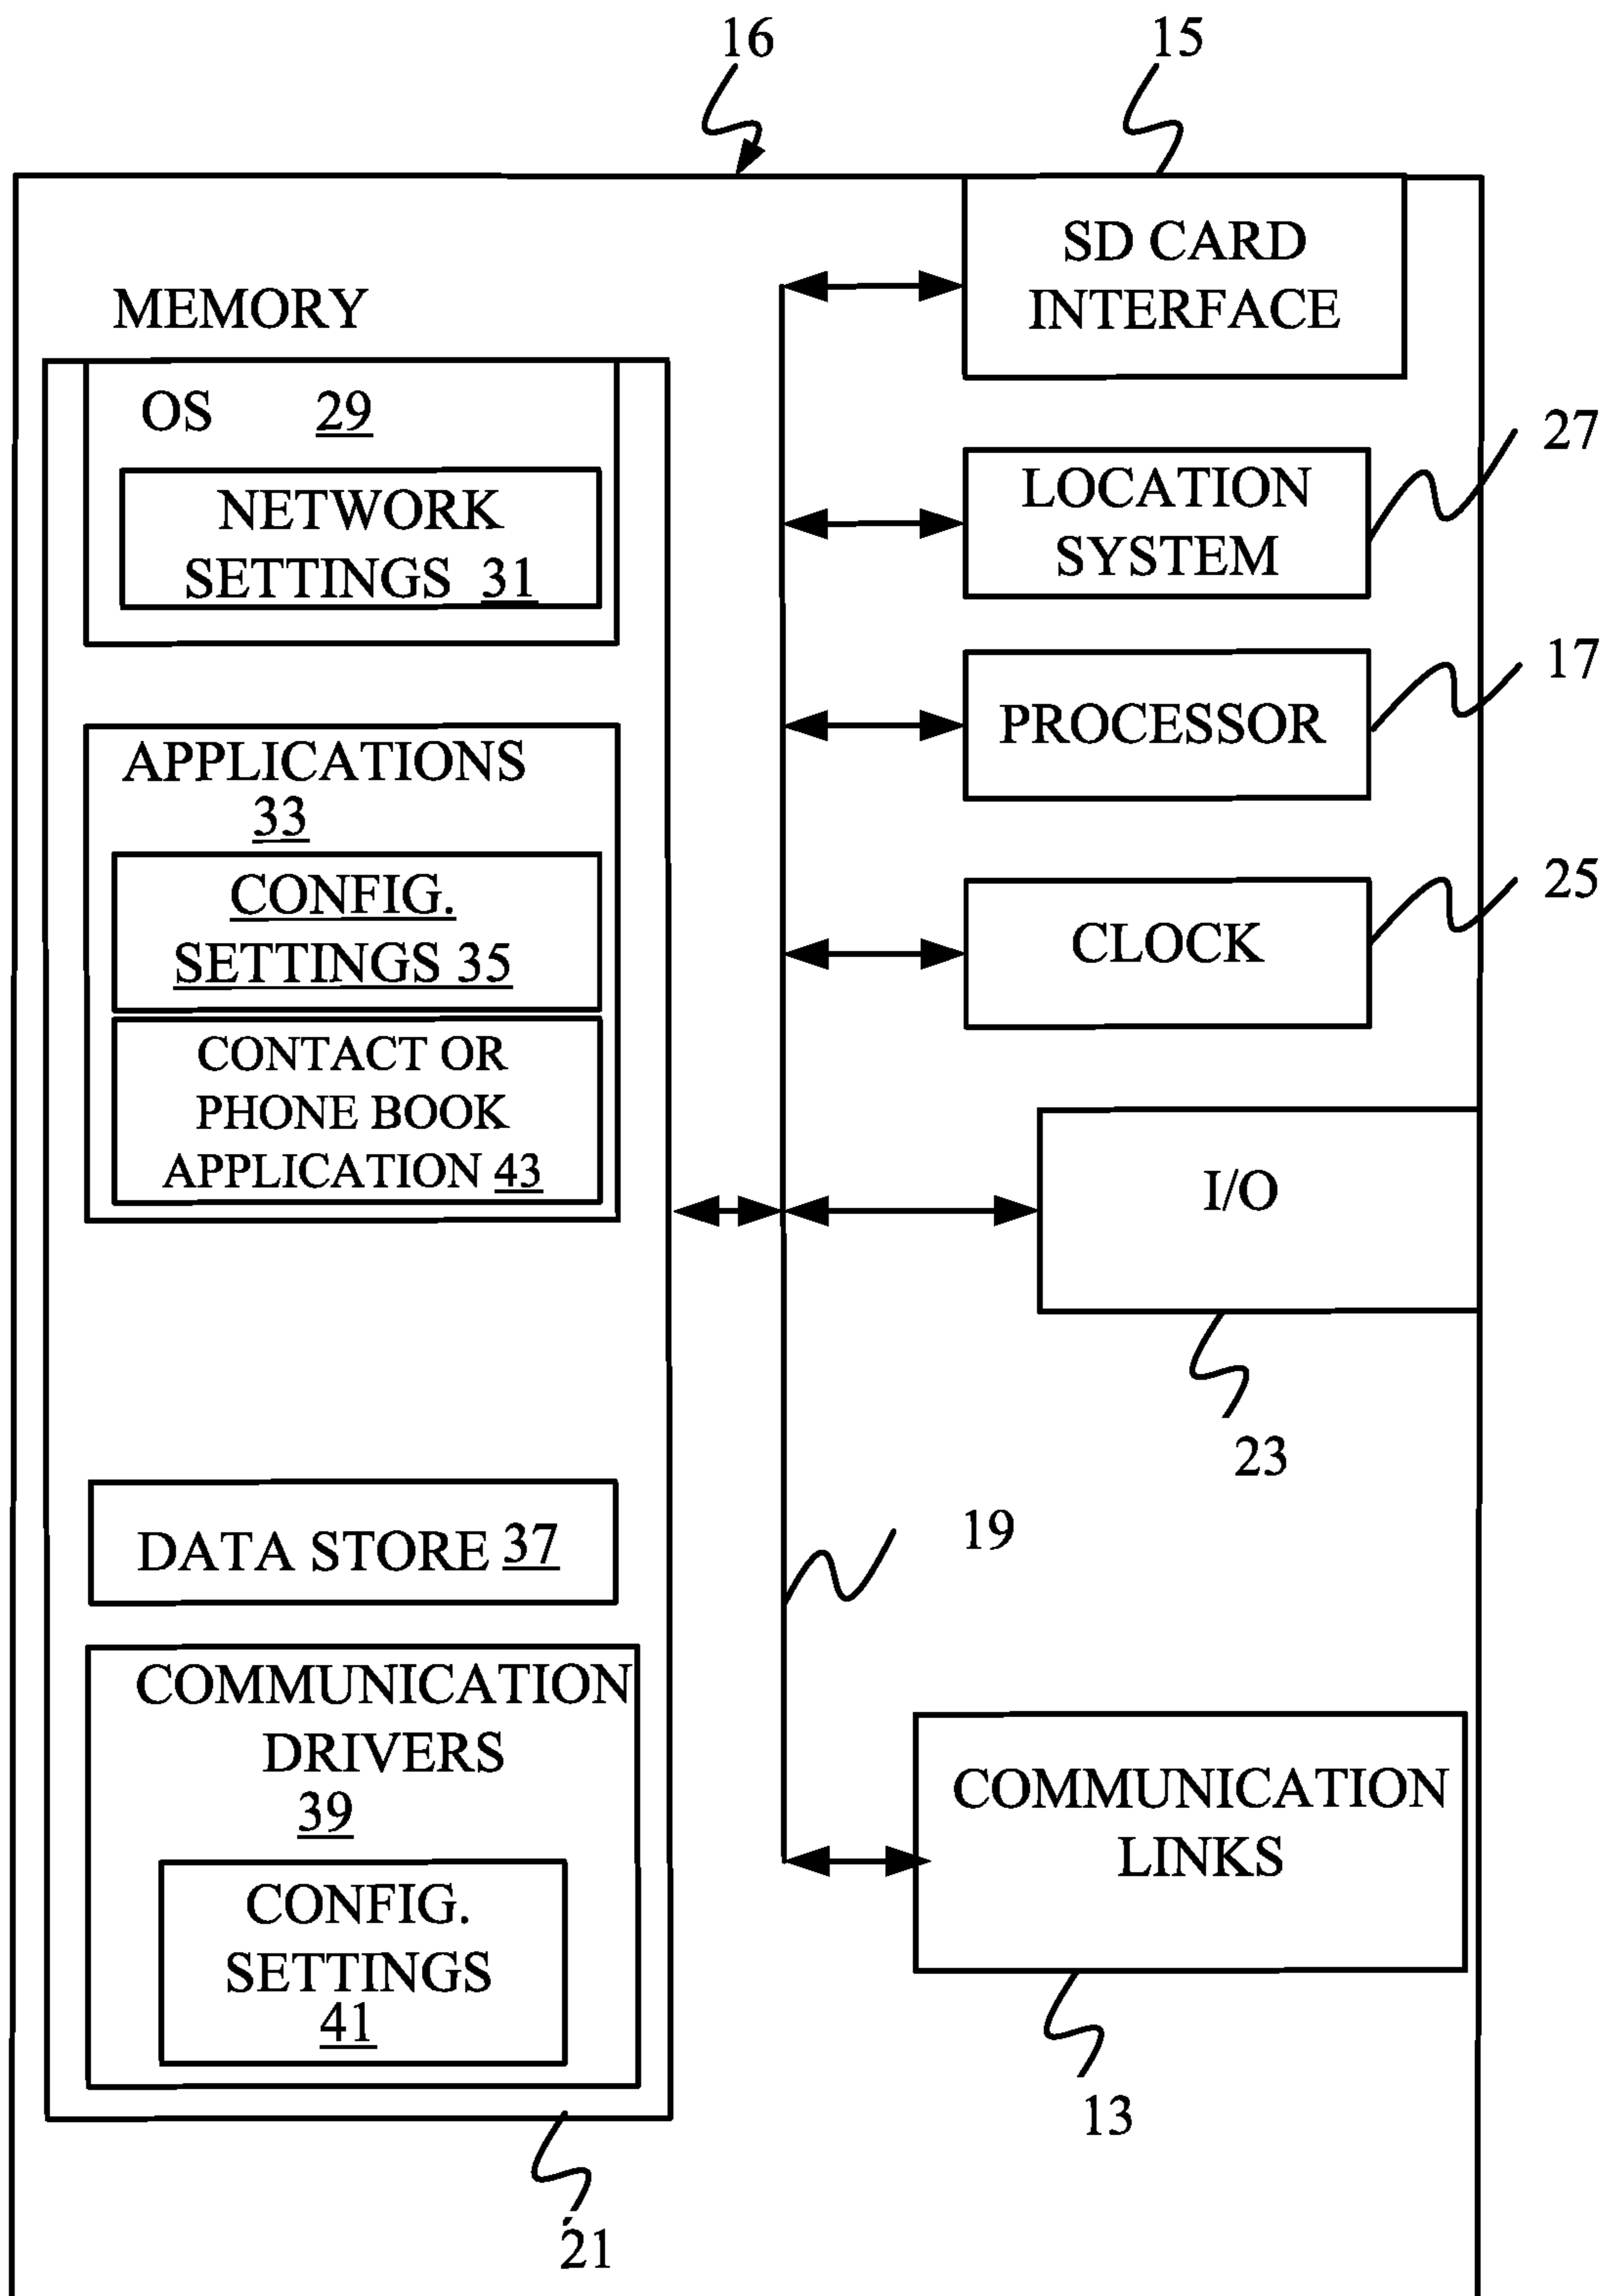 16
15
SD CARD
INTERFACE
MEMORY
OS 29
NETWORK
SETTINGS 31
27
LOCATION
SYSTEM
17
PROCESSOR
APPLICATIONS
33
CONFIG.
SETTINGS 35
25
CLOCK
CONTACT OR
PHONE BOOK
APPLICATION 43
I/O
23
DATA STORE 37
19
COMMUNICATION
DRIVERS
39
CONFIG.
SETTINGS
41
COMMUNICATION
LINKS
13
21